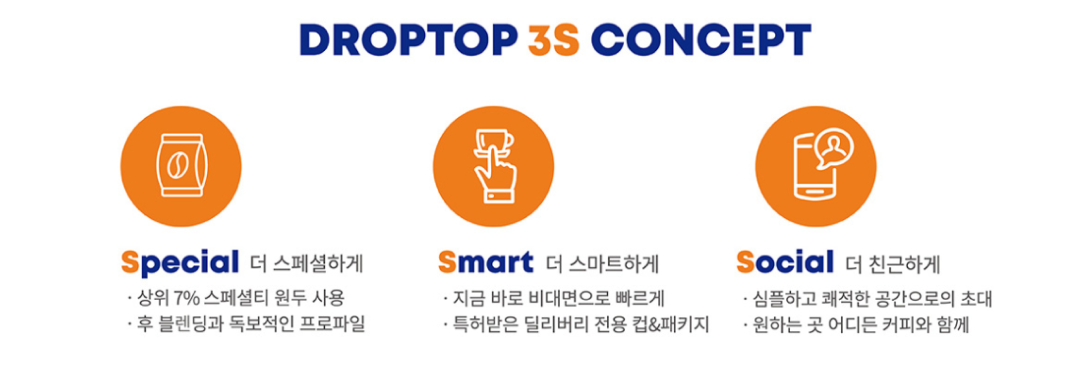 DROPTOP 3S CONCEPT
Special 더 스페셜하게
· 상위 7% 스페셜티 원두 사용
· 후 블렌딩과 독보적인 프로파일
Smart 더 스마트하게
· 지금 바로 비대면으로 빠르게
· 특허받은 딜리버리 전용 컵&패키지
Social 더 친근하게
· 심플하고 쾌적한 공간으로의 초대
· 원하는 곳 어디든 커피와 함께